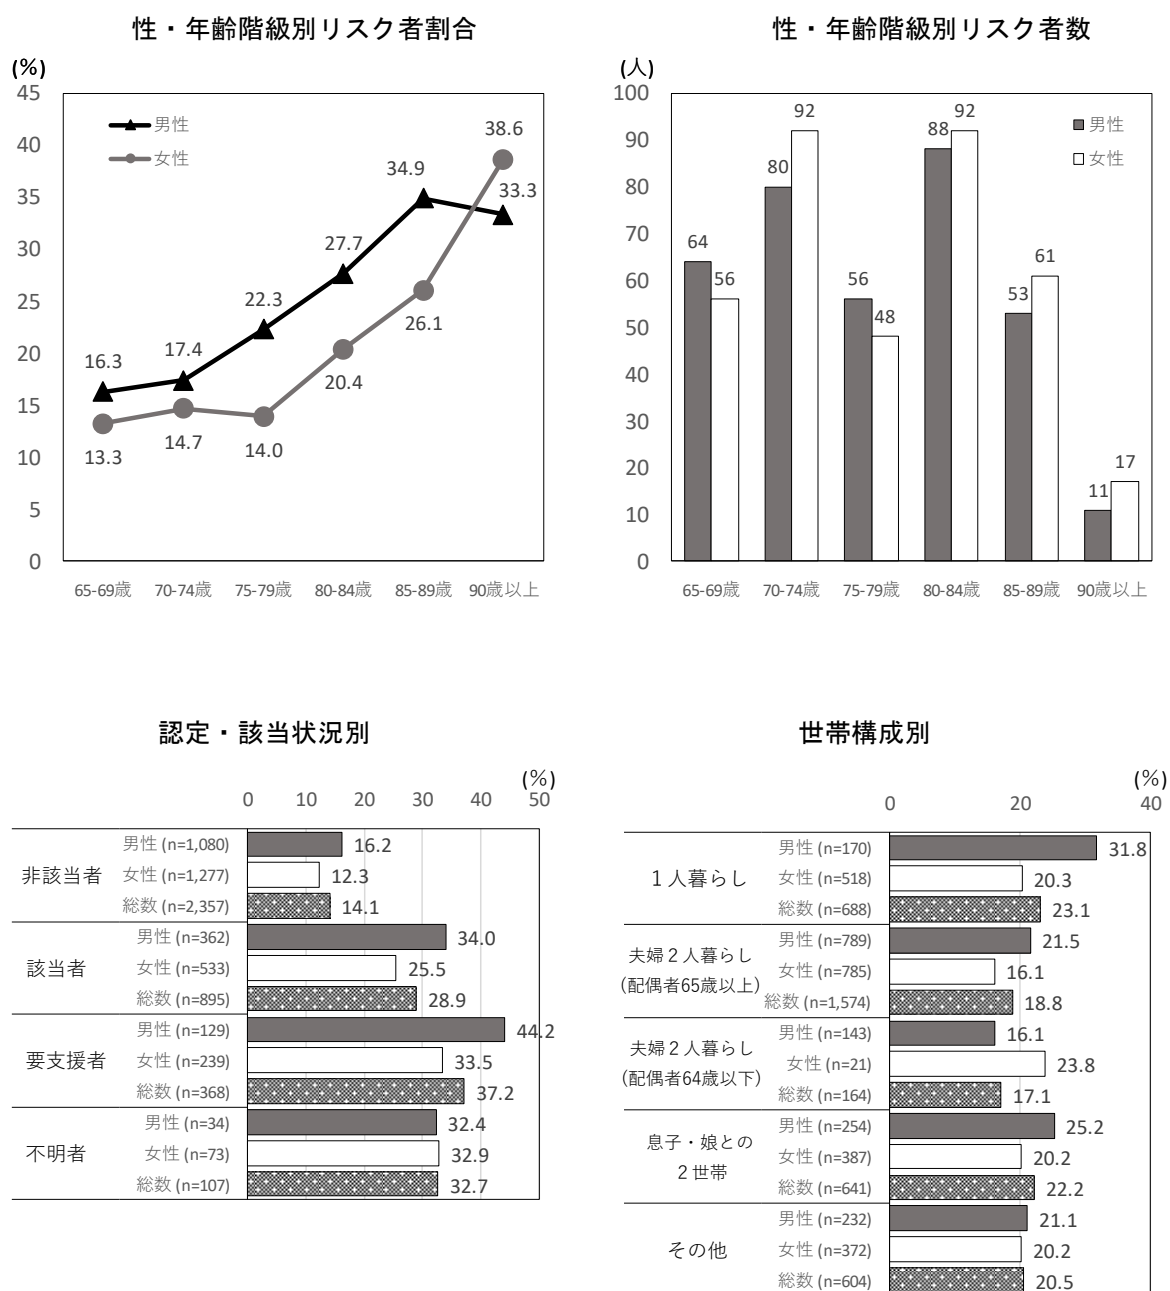 性・年齢階級別リスク者割合
(%)
45
40
35
30
25
20
15
10
5
0
男性
女性
16.3
17.4
22.3
27.7
34.9
33.3
13.3
14.7
14.0
20.4
26.1
38.6
65-69歳 70-74歳 75-79歳 80-84歳 85-89歳 90歳以上
性・年齢階級別リスク者数
(人)
100
90
80
70
60
50
40
30
20
10
0
男性
女性
64
56
80
92
56
48
88
92
53
61
11
17
65-69歳 70-74歳 75-79歳 80-84歳 85-89歳 90歳以上
認定・該当状況別
(%)
0 10 20 30 40 50
非該当者
男性 (n=1,080) 16.2
女性 (n=1,277) 12.3
総数 (n=2,357) 14.1
該当者
男性 (n=362) 34.0
女性 (n=533) 25.5
総数 (n=895) 28.9
要支援者
男性 (n=129) 44.2
女性 (n=239) 33.5
総数 (n=368) 37.2
不明者
男性 (n=34) 32.4
女性 (n=73) 32.9
総数 (n=107) 32.7
世帯構成別
(%)
0 20 40
１人暮らし
男性 (n=170) 31.8
女性 (n=518) 20.3
総数 (n=688) 23.1
夫婦２人暮らし
(配偶者65歳以上)
男性 (n=789) 21.5
女性 (n=785) 16.1
総数 (n=1,574) 18.8
夫婦２人暮らし
(配偶者64歳以下)
男性 (n=143) 16.1
女性 (n=21) 23.8
総数 (n=164) 17.1
息子・娘との
２世帯
男性 (n=254) 25.2
女性 (n=387) 20.2
総数 (n=641) 22.2
その他
男性 (n=232) 21.1
女性 (n=372) 20.2
総数 (n=604) 20.5